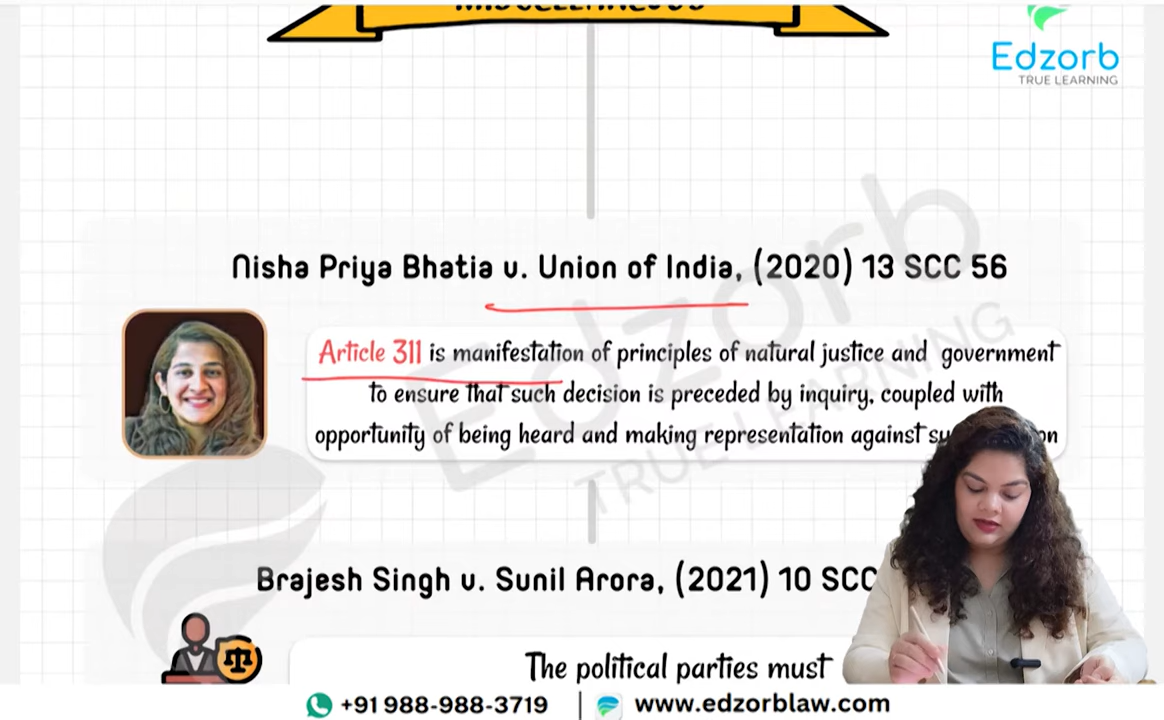 Edzorb
TRUE LEARNING
Nisha Priya Bhatia v. Union of India, (2020) 13 SCC 56
Article 311 is manifestation of principles of natural justice and government
to ensure that such decision is preceded by inquiry, coupled with
opportunity of being heard and making representation against
Edzorb
TRUE LEARNING
Brajesh Singh v. Sunil Arora, (2021) 10 SCC
The political parties must
+91 988-988-3719 | www.edzorblaw.com